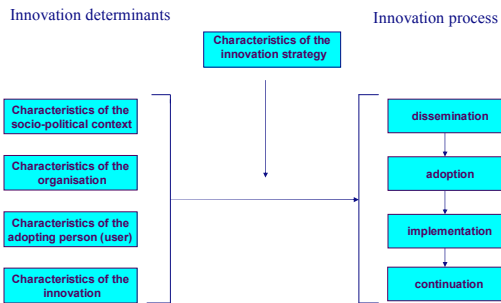 Innovation determinants
Innovation process
Characteristics of the
innovation strategy
Characteristics of the
socio-political context
Characteristics of the
organisation
Characteristics of the
adopting person (user)
Characteristics of the
innovation
dissemination
adoption
implementation
continuation